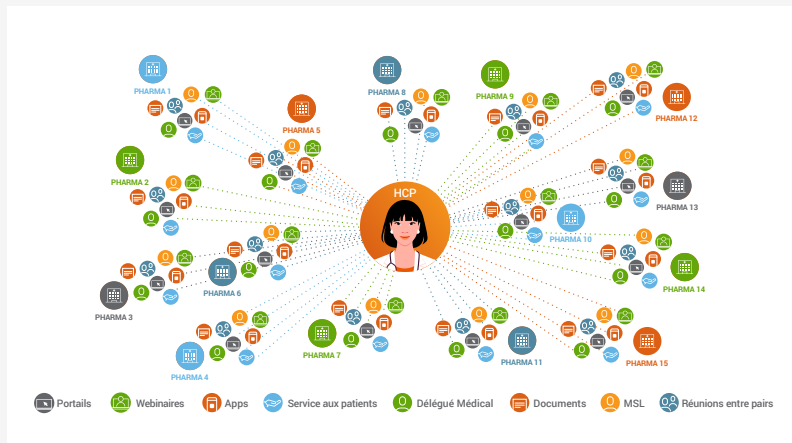 PHARMA 1
PHARMA 8
PHARMA 9
PHARMA 12
PHARMA 5
PHARMA 2
HCP
PHARMA 13
PHARMA 10
PHARMA 6
PHARMA 14
PHARMA 3
PHARMA 7
PHARMA 11
PHARMA 15
PHARMA 4
Portails
Webinaires
Apps
Service aux patients
Délégué Médical
Documents
MSL
Réunions entre pairs